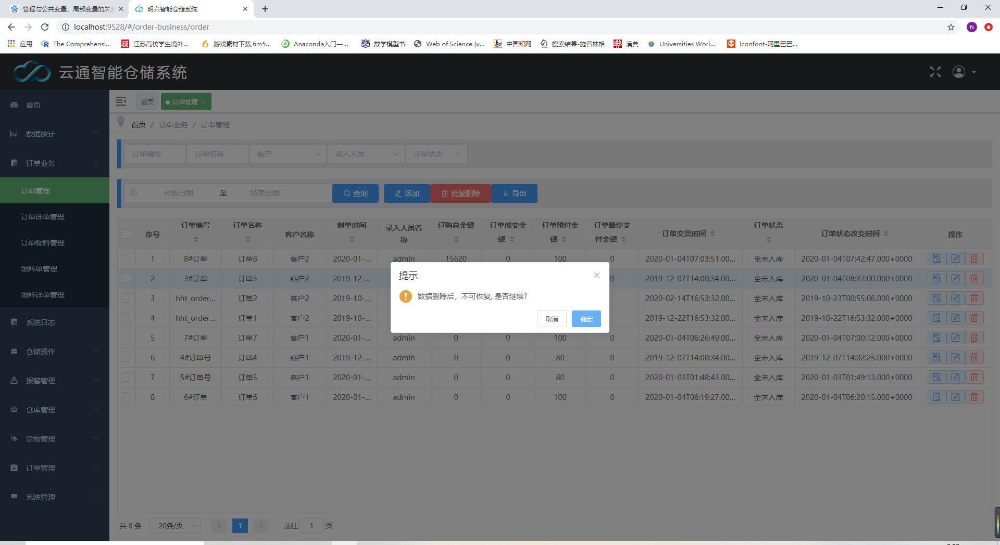 管程与公共变量、局部变量的关系
明兴智能仓储系统
localhost:9528/#/order-business/order
N
应用
The Comprehensi...
江苏高校学生境外...
游戏素材下载,6m5...
Anaconda入门—...
数学模型书
Web of Science [v...
中国知网
搜索结果-施普林格
漢典
Universities Worl...
Iconfont-阿里巴巴...
云通智能仓储系统
首页
数据统计
订单业务
订单管理
订单详单管理
订单物料管理
领料单管理
领料详单管理
系统日志
仓储操作
报警管理
仓库管理
货物管理
订单管理
系统管理
首页 订单管理
首页 / 订单业务 / 订单管理
订单编号 订单名称 客户 录入人员 订单状态
开始日期 至 结束日期 查询 添加 批量删除 导出
序号 订单编号 订单名称 客户名称 制单时间 录入人员名称 订购总金额 订单成交金额 订单预付金额 订单最终支付金额 订单交货时间 订单状态 订单状态改变时间 操作
1 8#订单 订单8 客户2 2020-01-... admin 15620 0 100 0 2020-01-04T07:03:51.00... 全未入库 2020-01-04T07:42:47.000+0000
2 3#订单 订单3 客户2 2019-12-... 0 2019-12-07T14:00:34.00... 全未入库 2020-01-04T08:37:00.000+0000
3 hht_order... 订单2 客户2 2019-10-... 2020-02-14T16:53:32.00... 全未入库 2019-10-23T00:55:06.000+0000
4 hht_order... 订单1 客户2 2019-10-... 2019-12-22T16:53:32.00... 全未入库 2019-10-22T16:53:32.000+0000
5 7#订单 订单7 客户1 2020-01-... admin 0 0 100 0 2020-01-04T06:26:49.00... 全未入库 2020-01-04T07:00:12.000+0000
6 4#订单号 订单4 客户1 2019-12-... admin 0 0 80 0 2019-12-07T14:00:34.00... 全未入库 2019-12-07T14:02:25.000+0000
7 5#订单号 订单5 客户1 2020-01-... admin 0 0 80 0 2020-01-03T01:48:43.00... 全未入库 2020-01-03T01:49:13.000+0000
8 6#订单 订单6 客户1 2020-01-... admin 0 0 100 0 2020-01-04T06:19:27.00... 全未入库 2020-01-04T06:20:15.000+0000
提示
数据删除后，不可恢复, 是否继续?
取消 确定
共 8 条 20条/页 1 前往 1 页